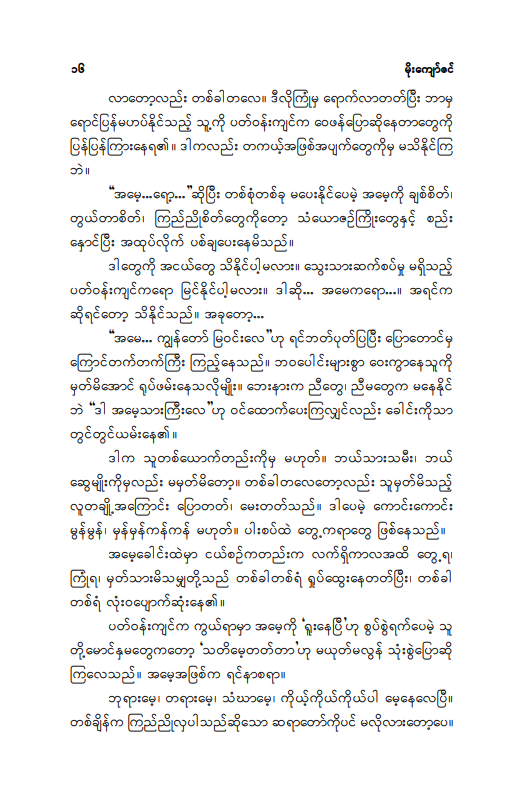 ၁၆ မိုးကျော်ဇင်
လာတော့လည်း တစ်ခါတလေ။ ဒီလိုကြုံမှ ရောက်လာတတ်ပြီး ဘာမှ
ရောင်ပြန်မဟပ်နိုင်သည့် သူ့ကို ပတ်ဝန်းကျင်က ဝေဖန်ပြောဆိုနေတာတွေကို
ပြန်ပြန်ကြားနေရ၏။ ဒါကလည်း တကယ့်အဖြစ်အပျက်တွေကိုမှ မသိနိုင်ကြ
ဘဲ။
“အမေ့...ရော့...”ဆိုပြီး တစ်စုံတစ်ခု မပေးနိုင်ပေမဲ့ အမေ့ကို ချစ်စိတ်၊
တွယ်တာစိတ်၊ ကြည်ညိုစိတ်တွေကိုတော့ သံယောဇဉ်ကြိုးတွေနှင့် စည်း
နှောင်ပြီး အထုပ်လိုက် ပစ်ချပေးနေမိသည်။
ဒါတွေကို အငယ်တွေ သိနိုင်ပါ့မလား။ သွေးသားဆက်စပ်မှု မရှိသည့်
ပတ်ဝန်းကျင်ကရော မြင်နိုင်ပါ့မလား။ ဒါဆို... အမေကရော...။ အရင်က
ဆိုရင်တော့ သိနိုင်သည်။ အခုတော့...
“အမေ... ကျွန်တော် မြဝင်းလေ”ဟု ရင်ဘတ်ပုတ်ပြပြီး ပြောတောင်မှ
ကြောင်တက်တက်ကြီး ကြည့်နေသည်။ ဘဝပေါင်းများစွာ ဝေးကွာနေသူကို
မှတ်မိအောင် ရုပ်ဖမ်းနေသလိုမျိုး။ ဘေးနားက ညီတွေ၊ ညီမတွေက မနေနိုင်
ဘဲ “ဒါ အမေ့သားကြီးလေ”ဟု ဝင်ထောက်ပေးကြလျှင်လည်း ခေါင်းကိုသာ
တွင်တွင်ယမ်းနေ၏။
ဒါက သူတစ်ယောက်တည်းကိုမှ မဟုတ်။ ဘယ်သားသမီး၊ ဘယ်
ဆွေမျိုးကိုမှလည်း မမှတ်မိတော့။ တစ်ခါတလေတော့လည်း သူမှတ်မိသည့်
လူတချို့အကြောင်း ပြောတတ်၊ မေးတတ်သည်။ ဒါပေမဲ့ ကောင်းကောင်း
မွန်မွန်၊ မှန်မှန်ကန်ကန် မဟုတ်။ ပါးစပ်ထဲ တွေ့ကရာတွေ ဖြစ်နေသည်။
အမေ့ခေါင်းထဲမှာ ငယ်စဉ်ကတည်းက လက်ရှိကာလအထိ တွေ့ရ၊
ကြုံရ၊ မှတ်သားမိသမျှတို့သည် တစ်ခါတစ်ရံ ရှုပ်ထွေးနေတတ်ပြီး၊ တစ်ခါ
တစ်ရံ လုံးဝပျောက်ဆုံးနေ၏။
ပတ်ဝန်းကျင်က ကွယ်ရာမှာ အမေ့ကို ‘ရူးနေပြီ’ဟု စွပ်စွဲရက်ပေမဲ့ သူ
တို့မောင်နှမတွေကတော့ ‘သတိမေ့တတ်တာ’ဟု မယုတ်မလွန် သုံးစွဲပြောဆို
ကြလေသည်။ အမေ့အဖြစ်က ရင်နာစရာ။
ဘုရားမေ့၊ တရားမေ့၊ သံဃာမေ့၊ ကိုယ့်ကိုယ်ကိုယ်ပါ မေ့နေလေပြီ။
တစ်ချိန်က ကြည်ညိုလှပါသည်ဆိုသော ဆရာတော်ကိုပင် မလိုလားတော့ပေ။